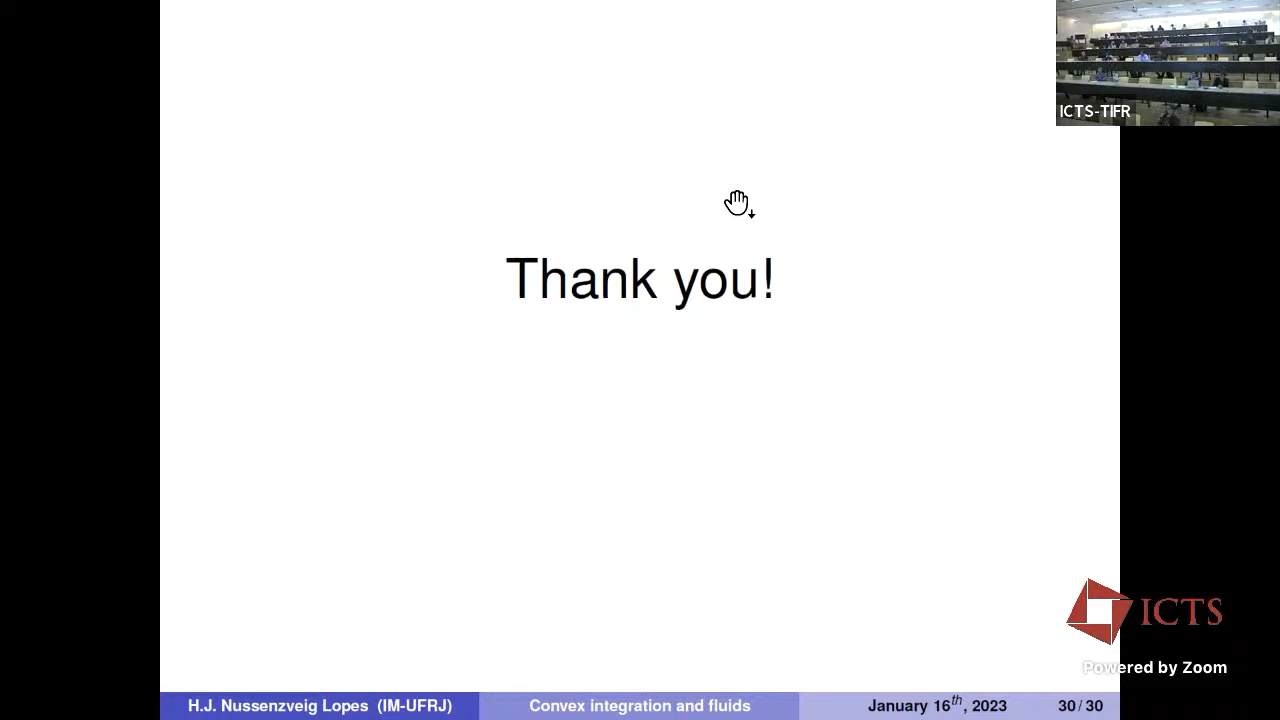 ICTS-TIFR
Thank you!
ICTS
Powered by Zoom
H.J. Nussenzveig Lopes (IM-UFRJ) Convex integration and fluids January 16th, 2023 30/30